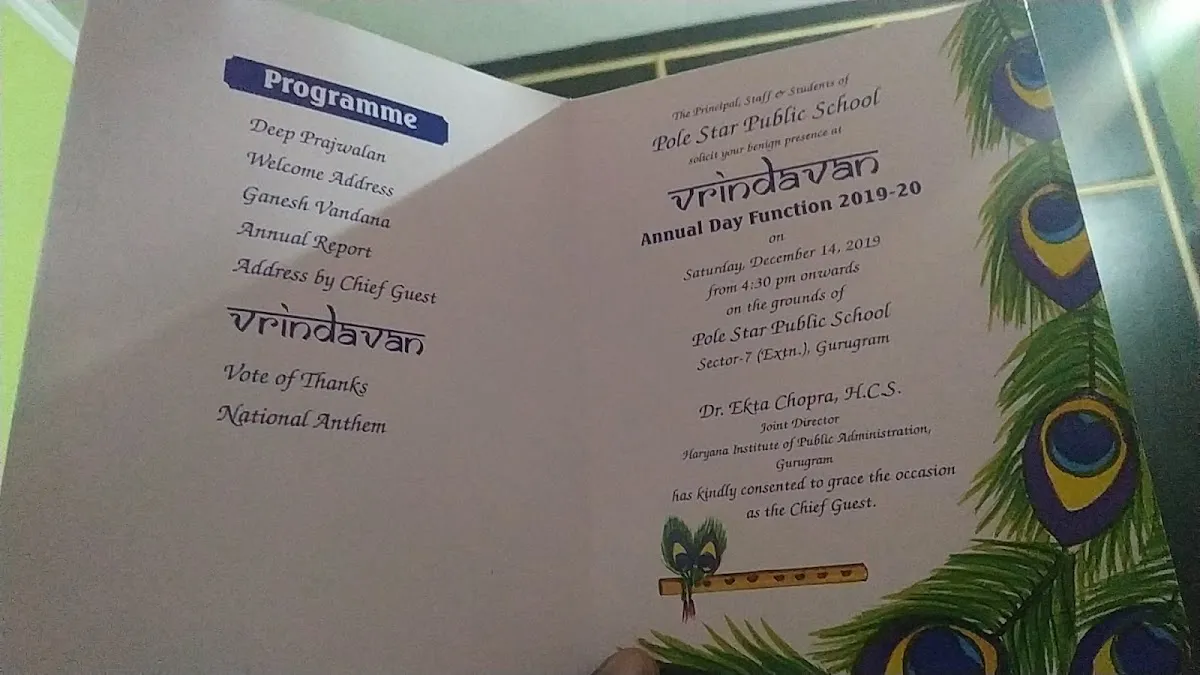 Programme
Deep Prajwalan
Welcome Address
Ganesh Vandana
Annual Report
Address by Chief Guest
vrindavan
Vote of Thanks
National Anthem
The Principal, Staff & Students of
Pole Star Public School
solicit your benign presence at
vrindavan
Annual Day Function 2019-20
on
Saturday, December 14, 2019
from 4:30 pm onwards
on the grounds of
Pole Star Public School
Sector-7 (Extn.), Gurugram
Dr. Ekta Chopra, H.C.S.
Joint Director
Haryana Institute of Public Administration,
Gurugram
has kindly consented to grace the occasion
as the Chief Guest.